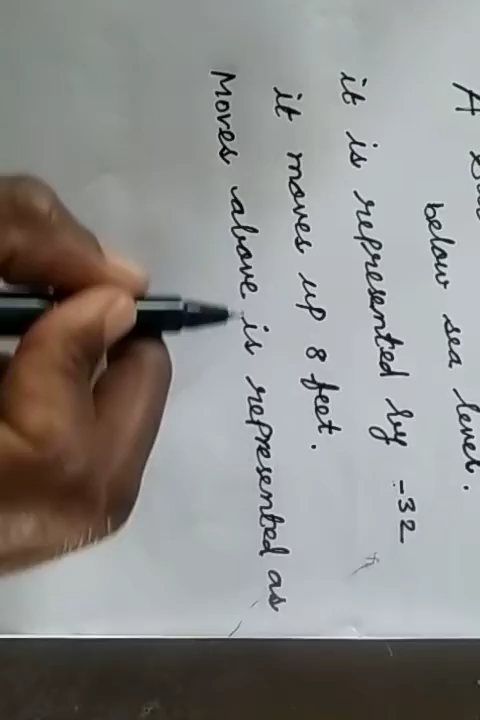 A
below sea level.
it is represented by -32
it moves up 8 feet.
Moves above is represented as